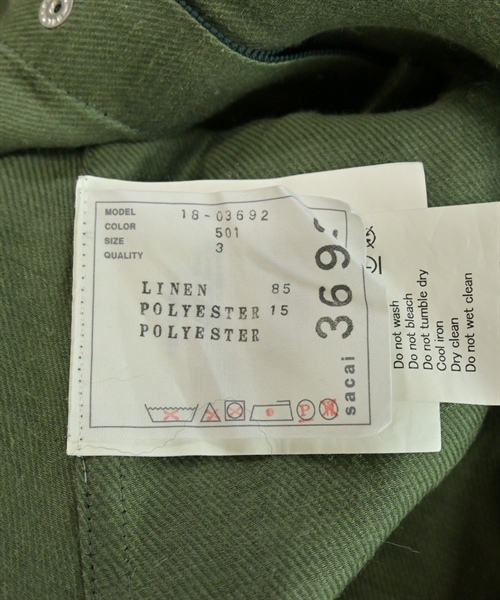 MODEL 18-03692
COLOR 501
SIZE 3
QUALITY
LINEN 85
POLYESTER 15
POLYESTER
P
sacai 3692
Do not wash
Do not bleach
Do not tumble dry
Cool iron
Dry clean
Do not wet clean